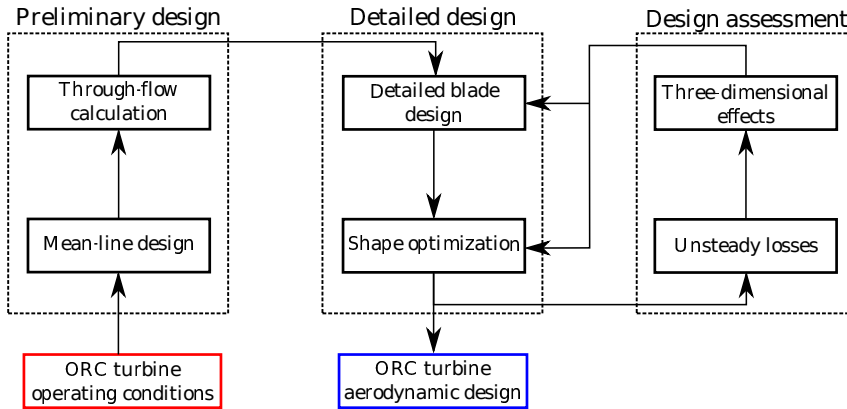 Preliminary design
Detailed design
Design assessment
Through-flow
calculation
Detailed blade
design
Three-dimensional
effects
Mean-line design
Shape optimization
Unsteady losses
ORC turbine
operating conditions
ORC turbine
aerodynamic design